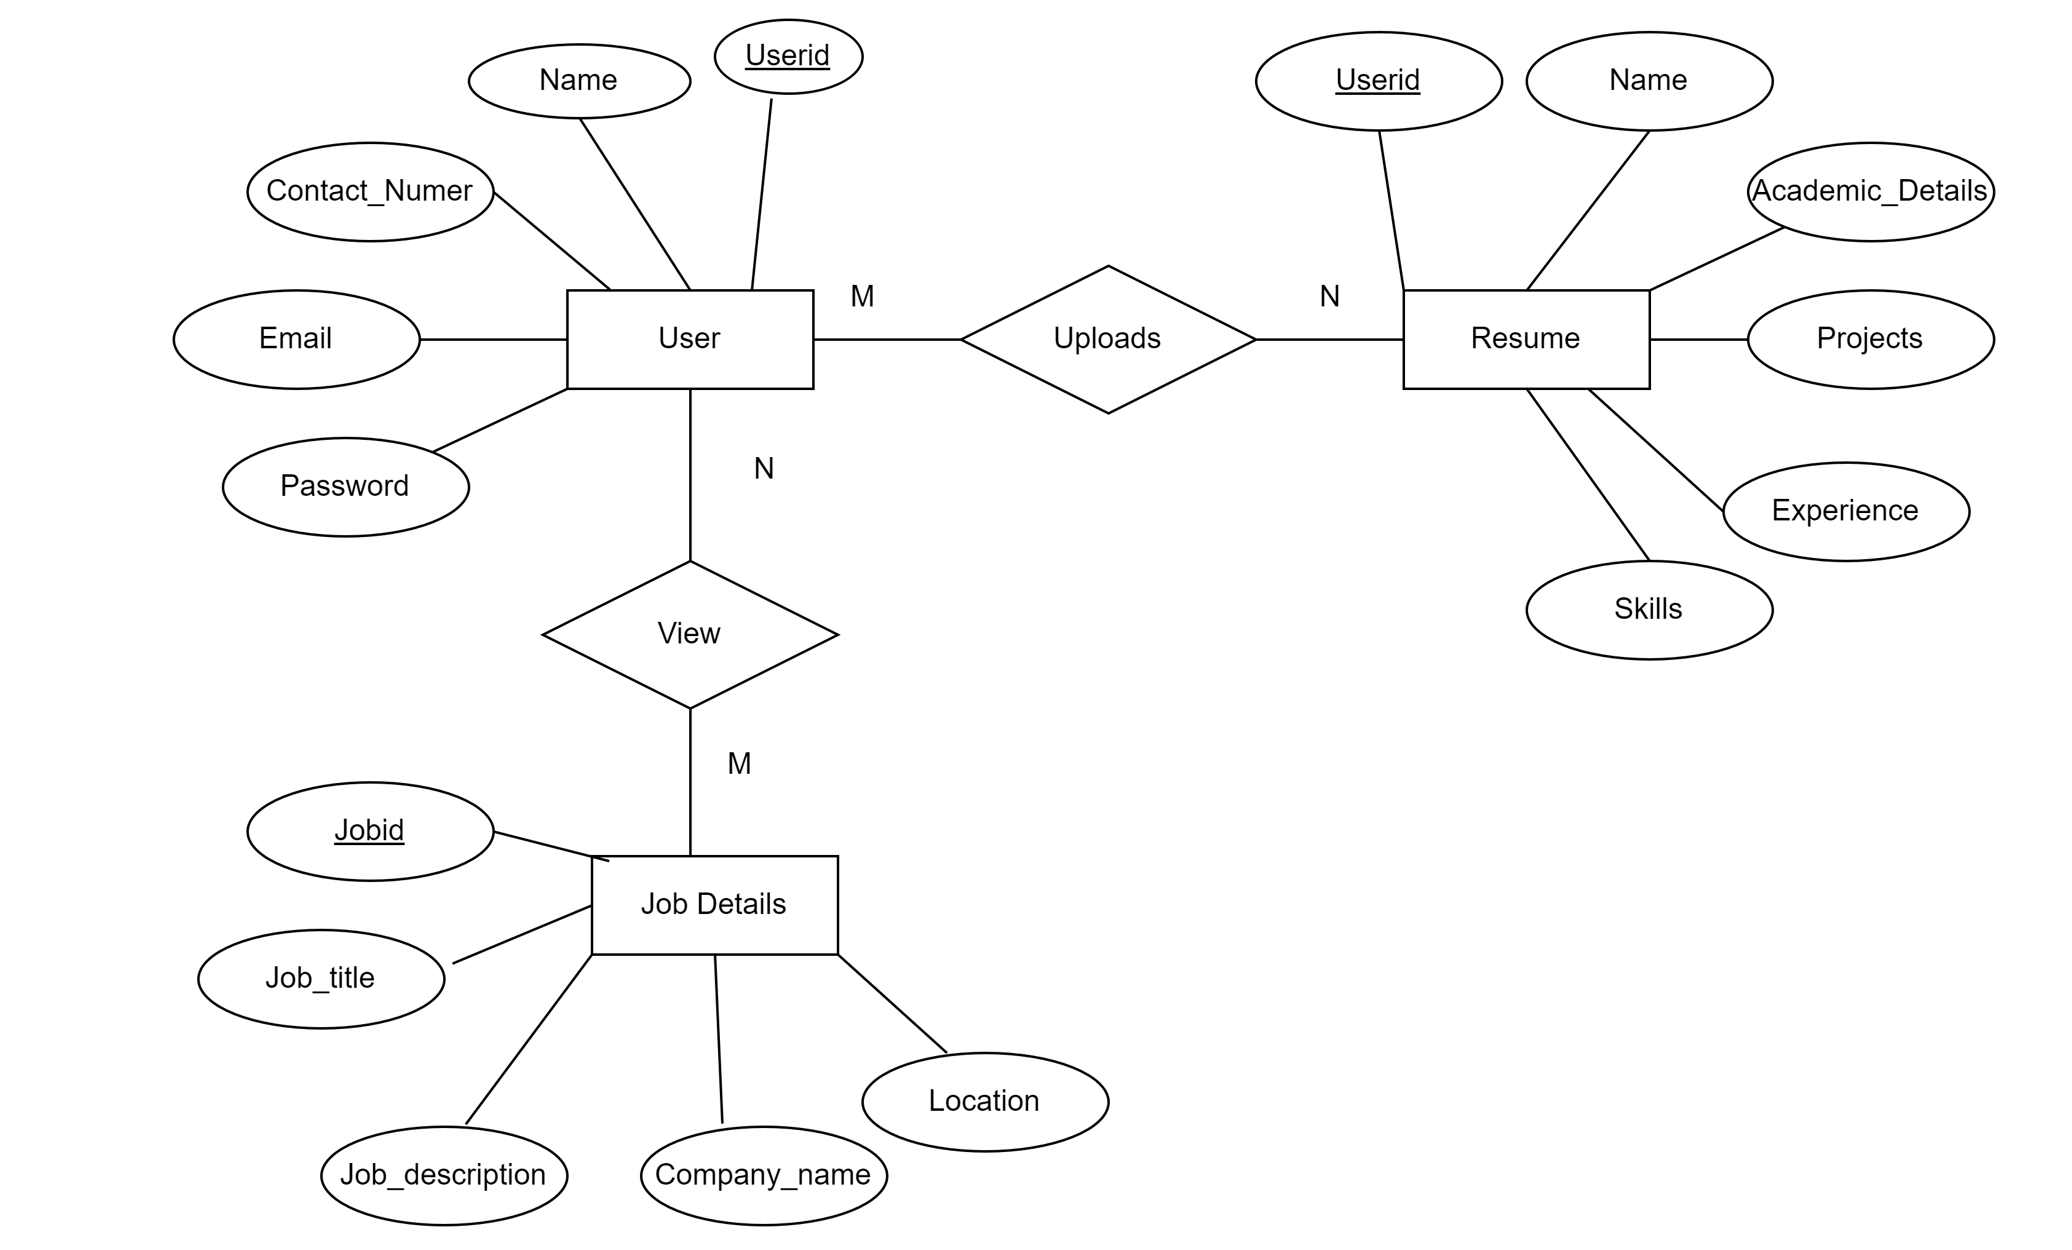 Userid
Name
Userid
Name
Contact_Numer
Academic_Details
M
N
Email
User
Uploads
Resume
Projects
N
Password
Experience
Skills
View
M
Jobid
Job Details
Job_title
Location
Job_description
Company_name